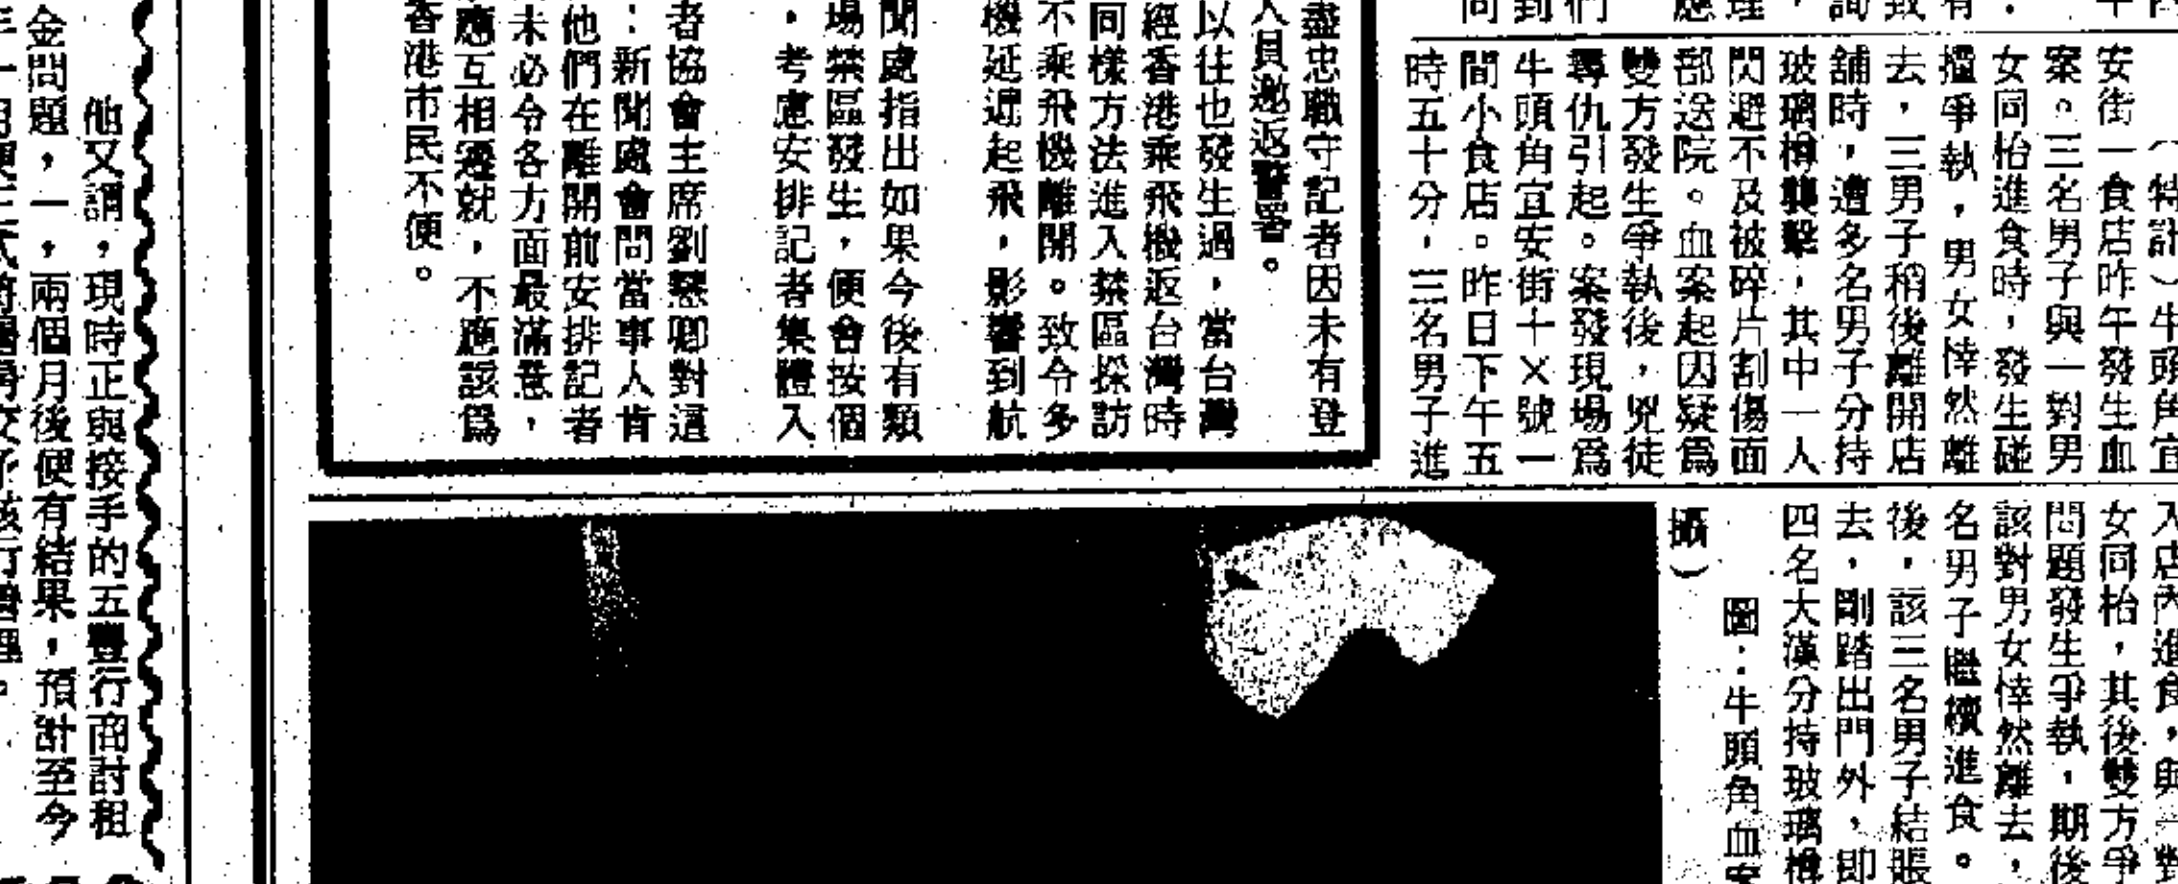 （特訊）牛頭角宜
安街一食店昨午發生血
案。三名男子與一對男
女同枱進食時，發生碰
撞爭執，男女悻然離
去，三男子稍後離開店
舖時，遭多名男子分持
玻璃樽襲擊，其中一人
閃避不及被碎片割傷面
部送院。血案起因疑爲
雙方發生爭執後，兇徒
尋仇引起。案發現場爲
牛頭角宜安街十×號一
間小食店。昨日下午五
時五十分，三名男子進
入店內進食，與一對
女同枱，其後雙方爭
問題發生爭執，期後
該對男女悻然離去，
名男子繼續進食。
後，該三名男子結賬
去，剛踏出門外，即
四名大漢分持玻璃樽
圖：牛頭角血案
攝）
盡忠職守記者因未有登
人員邀返警署。
以往也發生過，當台灣
經香港乘飛機返台灣時
同樣方法進入禁區採訪
不乘飛機離開。致令多
機延遲起飛，影響到航
聞處指出如果今後有類
場禁區發生，便會按個
，考慮安排記者集體入
者協會主席劉慧卿對這
：新聞處會問當事人肯
他們在離開前安排記者
未必令各方面最滿意，
應互相遷就，不應該爲
香港市民不便。
他又謂，現時正與接手的五豐行商討租
金問題，一，兩個月後便有結果，預計至今